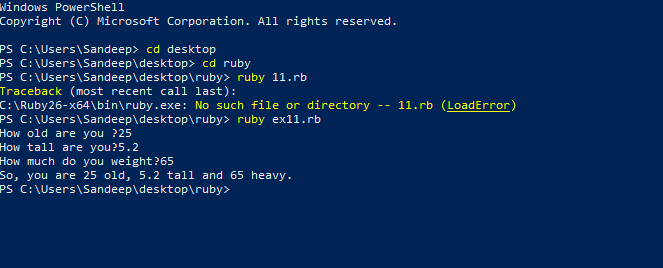 Windows PowerShell
Copyright (C) Microsoft Corporation. All rights reserved.
PS C:\Users\Sandeep> cd desktop
PS C:\Users\Sandeep\desktop> cd ruby
PS C:\Users\Sandeep\desktop\ruby> ruby 11.rb
Traceback (most recent call last):
C:\Ruby26-x64\bin\ruby.exe: No such file or directory -- 11.rb (LoadError)
PS C:\Users\Sandeep\desktop\ruby> ruby ex11.rb
How old are you ?25
How tall are you?5.2
How much do you weight?65
So, you are 25 old, 5.2 tall and 65 heavy.
PS C:\Users\Sandeep\desktop\ruby>